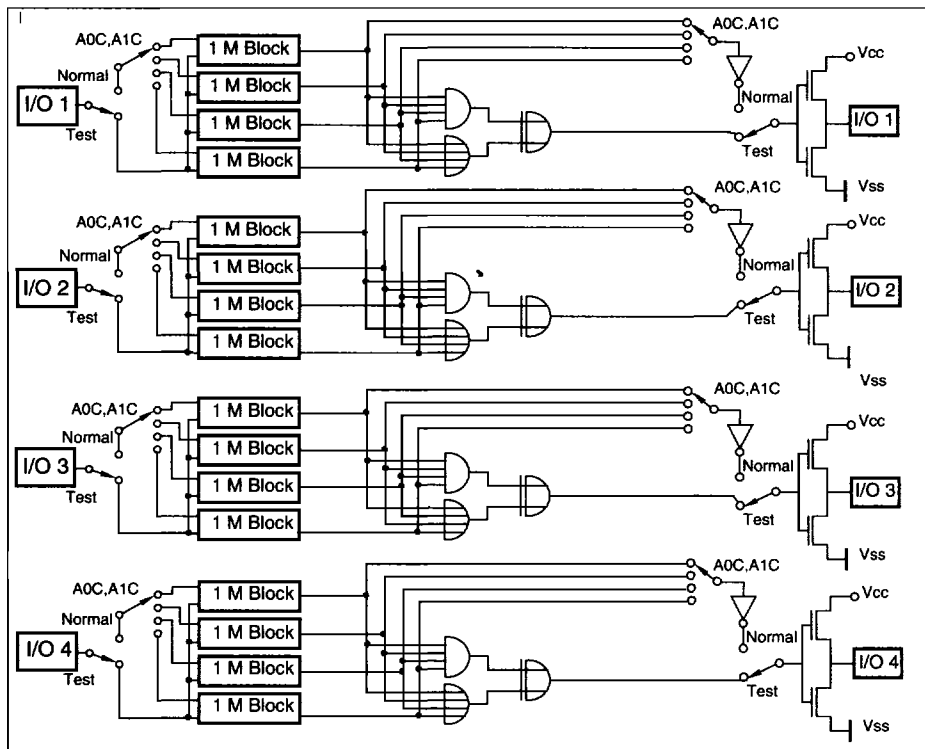 A0C,A1C
1 M Block
A0C,A1C
Vcc
Normal
1 M Block
Normal
I/O 1
1 M Block
I/O 1
Test
Test
1 M Block
Vss
A0C,A1C
1 M Block
A0C,A1C
Vcc
Normal
1 M Block
Normal
I/O 2
1 M Block
I/O 2
Test
Test
1 M Block
Vss
A0C,A1C
1 M Block
A0C,A1C
Vcc
Normal
1 M Block
Normal
I/O 3
1 M Block
I/O 3
Test
Test
1 M Block
Vss
A0C,A1C
1 M Block
A0C,A1C
Vcc
Normal
1 M Block
Normal
I/O 4
1 M Block
I/O 4
Test
Test
1 M Block
Vss